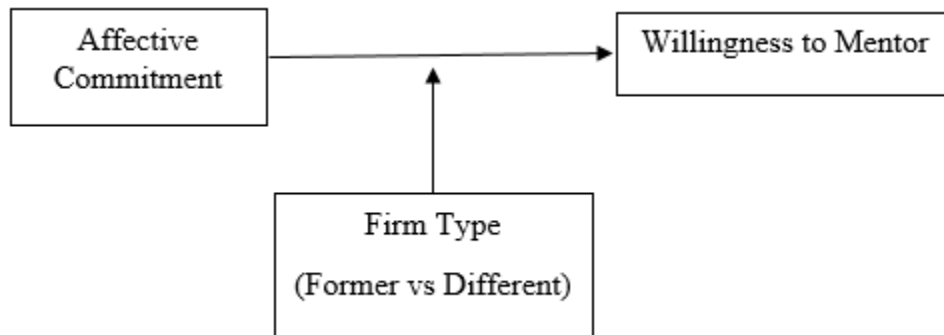 Affective
Commitment
Willingness to Mentor
Firm Type
(Former vs Different)